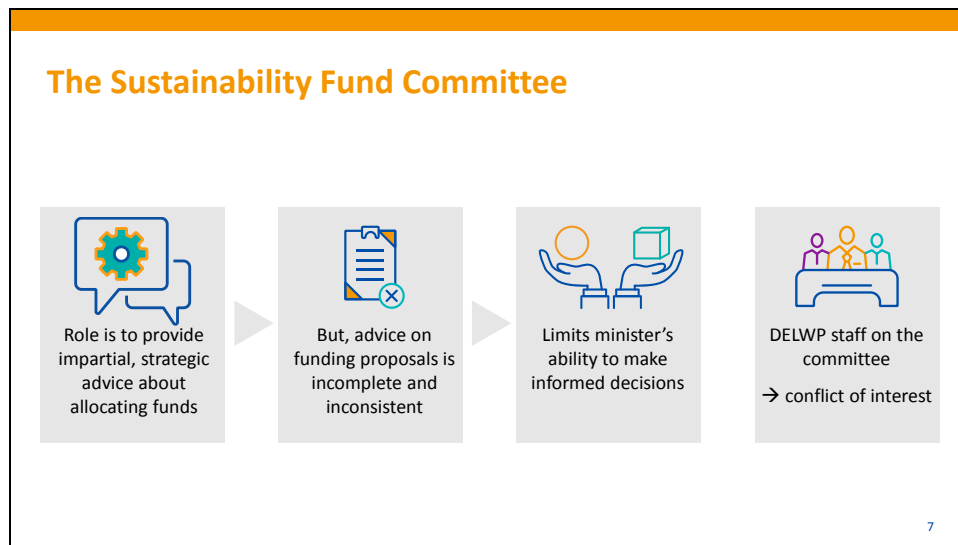 The Sustainability Fund Committee
Role is to provide
impartial, strategic
advice about
allocating funds
But, advice on
funding proposals is
incomplete and
inconsistent
Limits minister’s
ability to make
informed decisions
DELWP staff on the
committee
→ conflict of interest
7